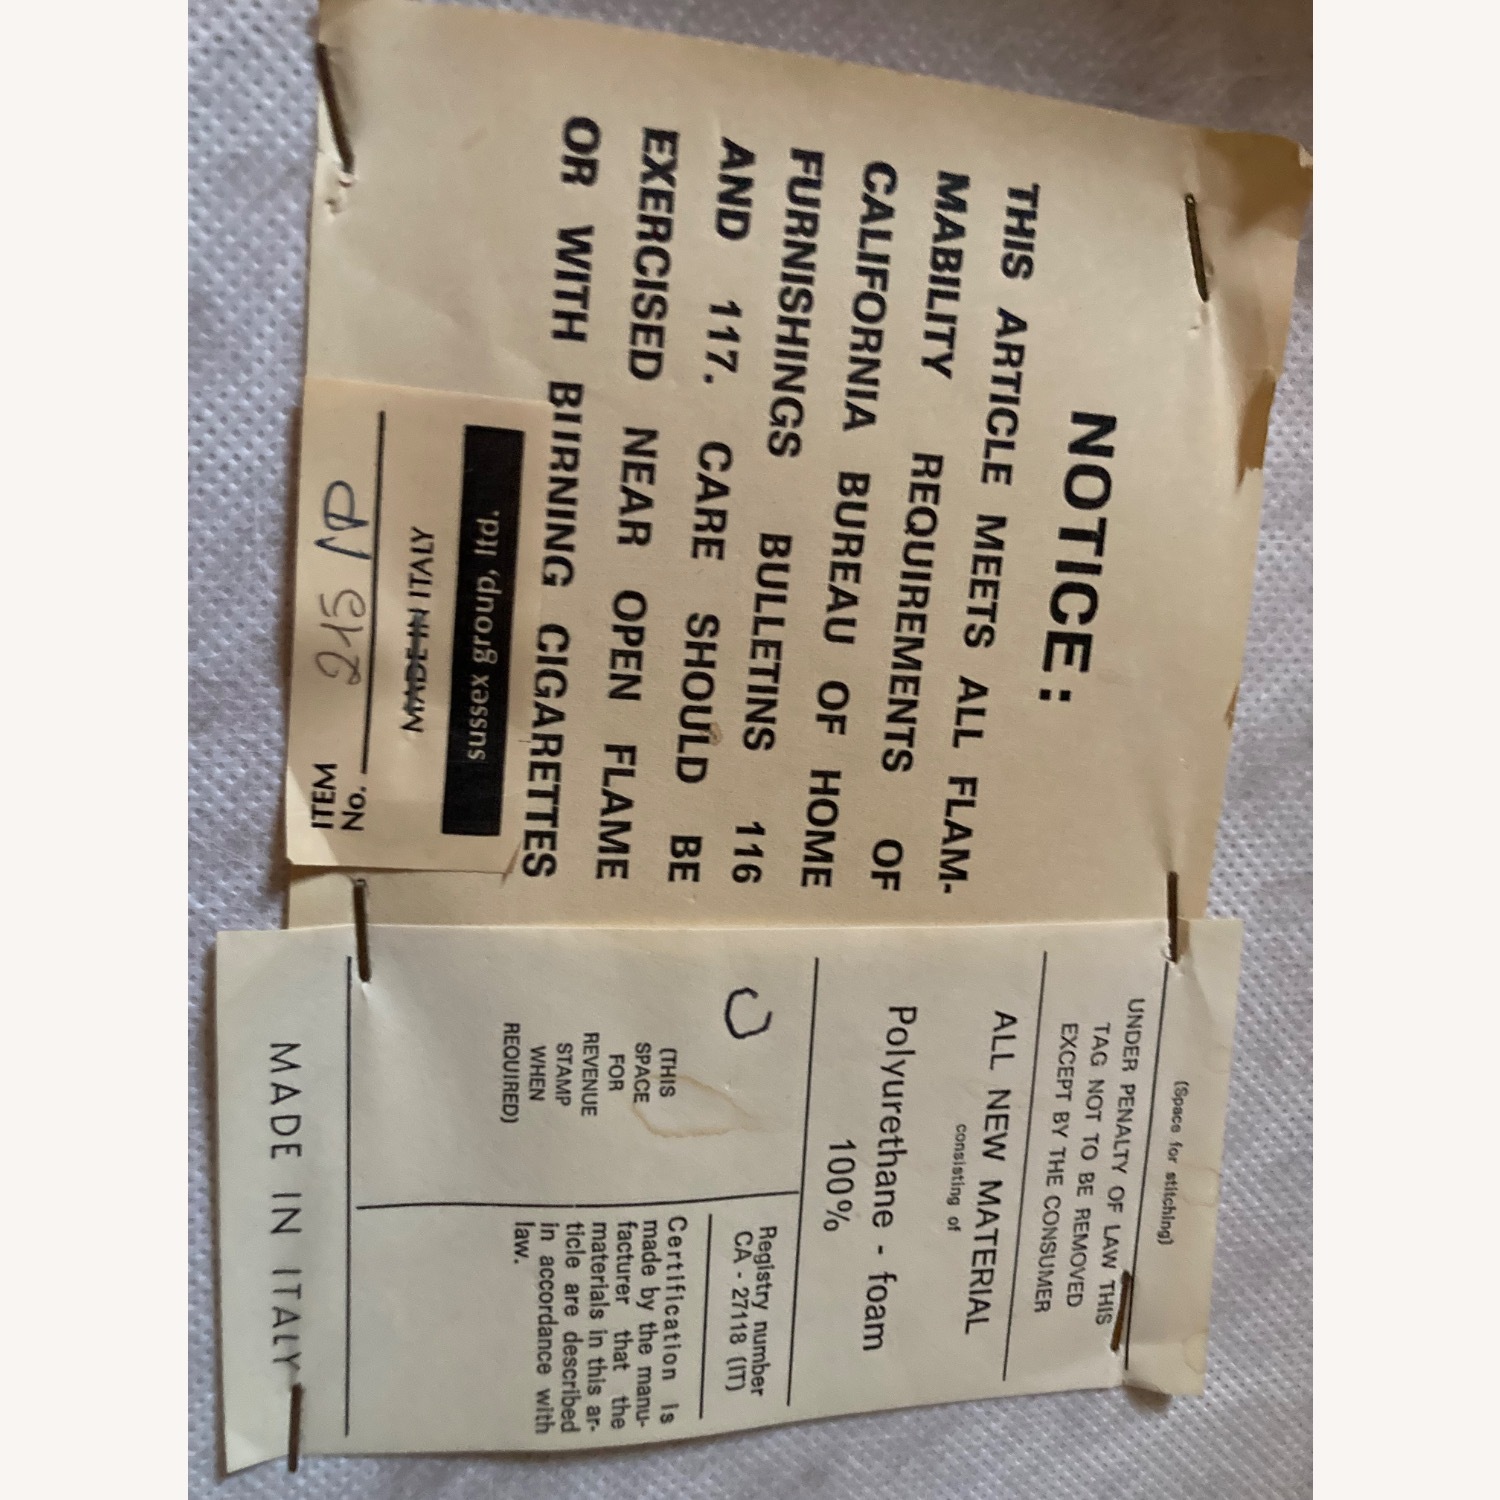 NOTICE:
THIS ARTICLE MEETS ALL FLAM-
MABILITY REQUIREMENTS OF
CALIFORNIA BUREAU OF HOME
FURNISHINGS BULLETINS 116
AND 117. CARE SHOULD BE
EXERCISED NEAR OPEN FLAME
OR WITH BURNING CIGARETTES
sussex group, ltd.
MADE IN ITALY
ITEM
No. 245
(Space for stitching)
UNDER PENALTY OF LAW THIS
TAG NOT TO BE REMOVED
EXCEPT BY THE CONSUMER
ALL NEW MATERIAL
consisting of
Polyurethane - foam
100%
(THIS
SPACE
FOR
REVENUE
STAMP
WHEN
REQUIRED)
Registry number
CA - 27118 (IT)
Certification is
made by the manu-
facturer that the
materials in this ar-
ticle are described
in accordance with
law.
MADE IN ITALY